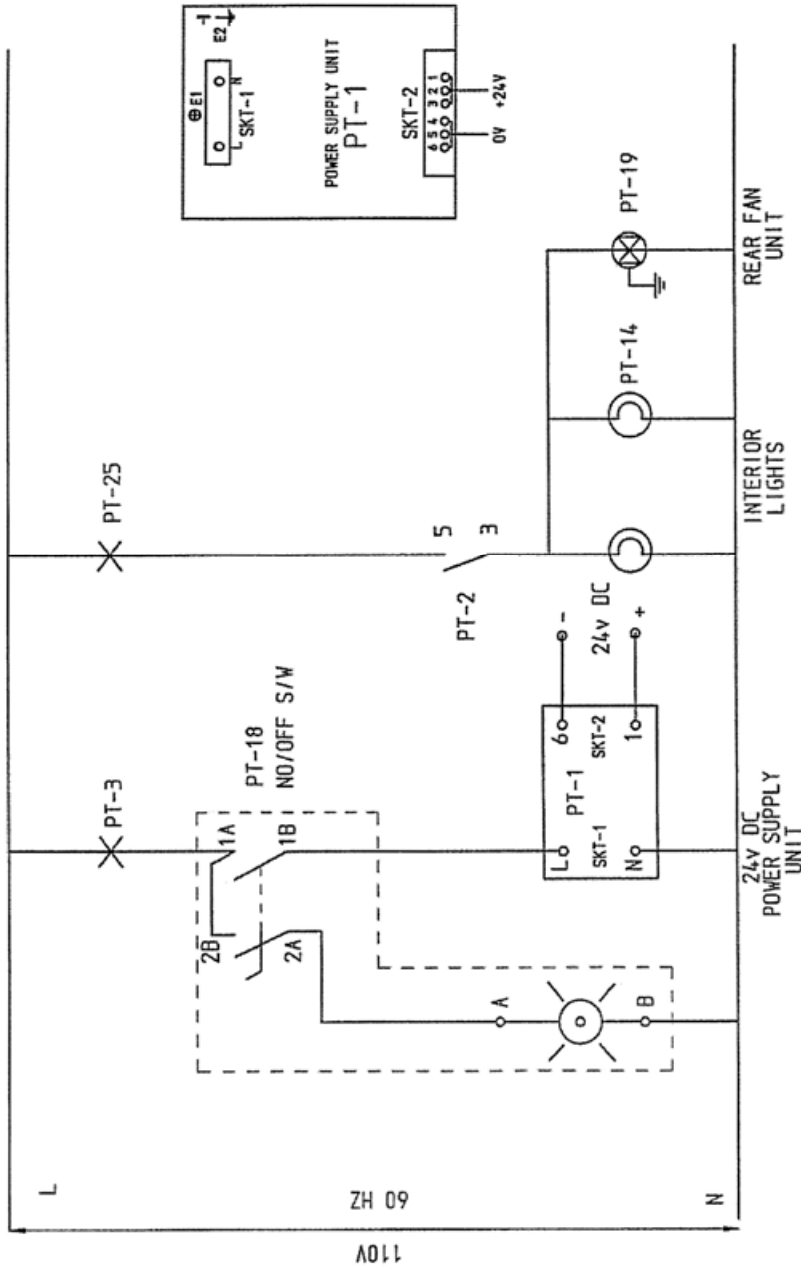 L
60 HZ
110V
N
PT-3
PT-18
NO/OFF S/W
1A
1B
2B
2A
A
B
L
N
SKT-1
PT-1
SKT-2
6
1
-
+
24v DC
24v DC
POWER SUPPLY
UNIT
PT-25
5
3
PT-2
PT-14
INTERIOR
LIGHTS
PT-19
REAR FAN
UNIT
E1
E2
L
N
SKT-1
POWER SUPPLY UNIT
PT-1
SKT-2
6 5 4 3 2 1
0V
+24V